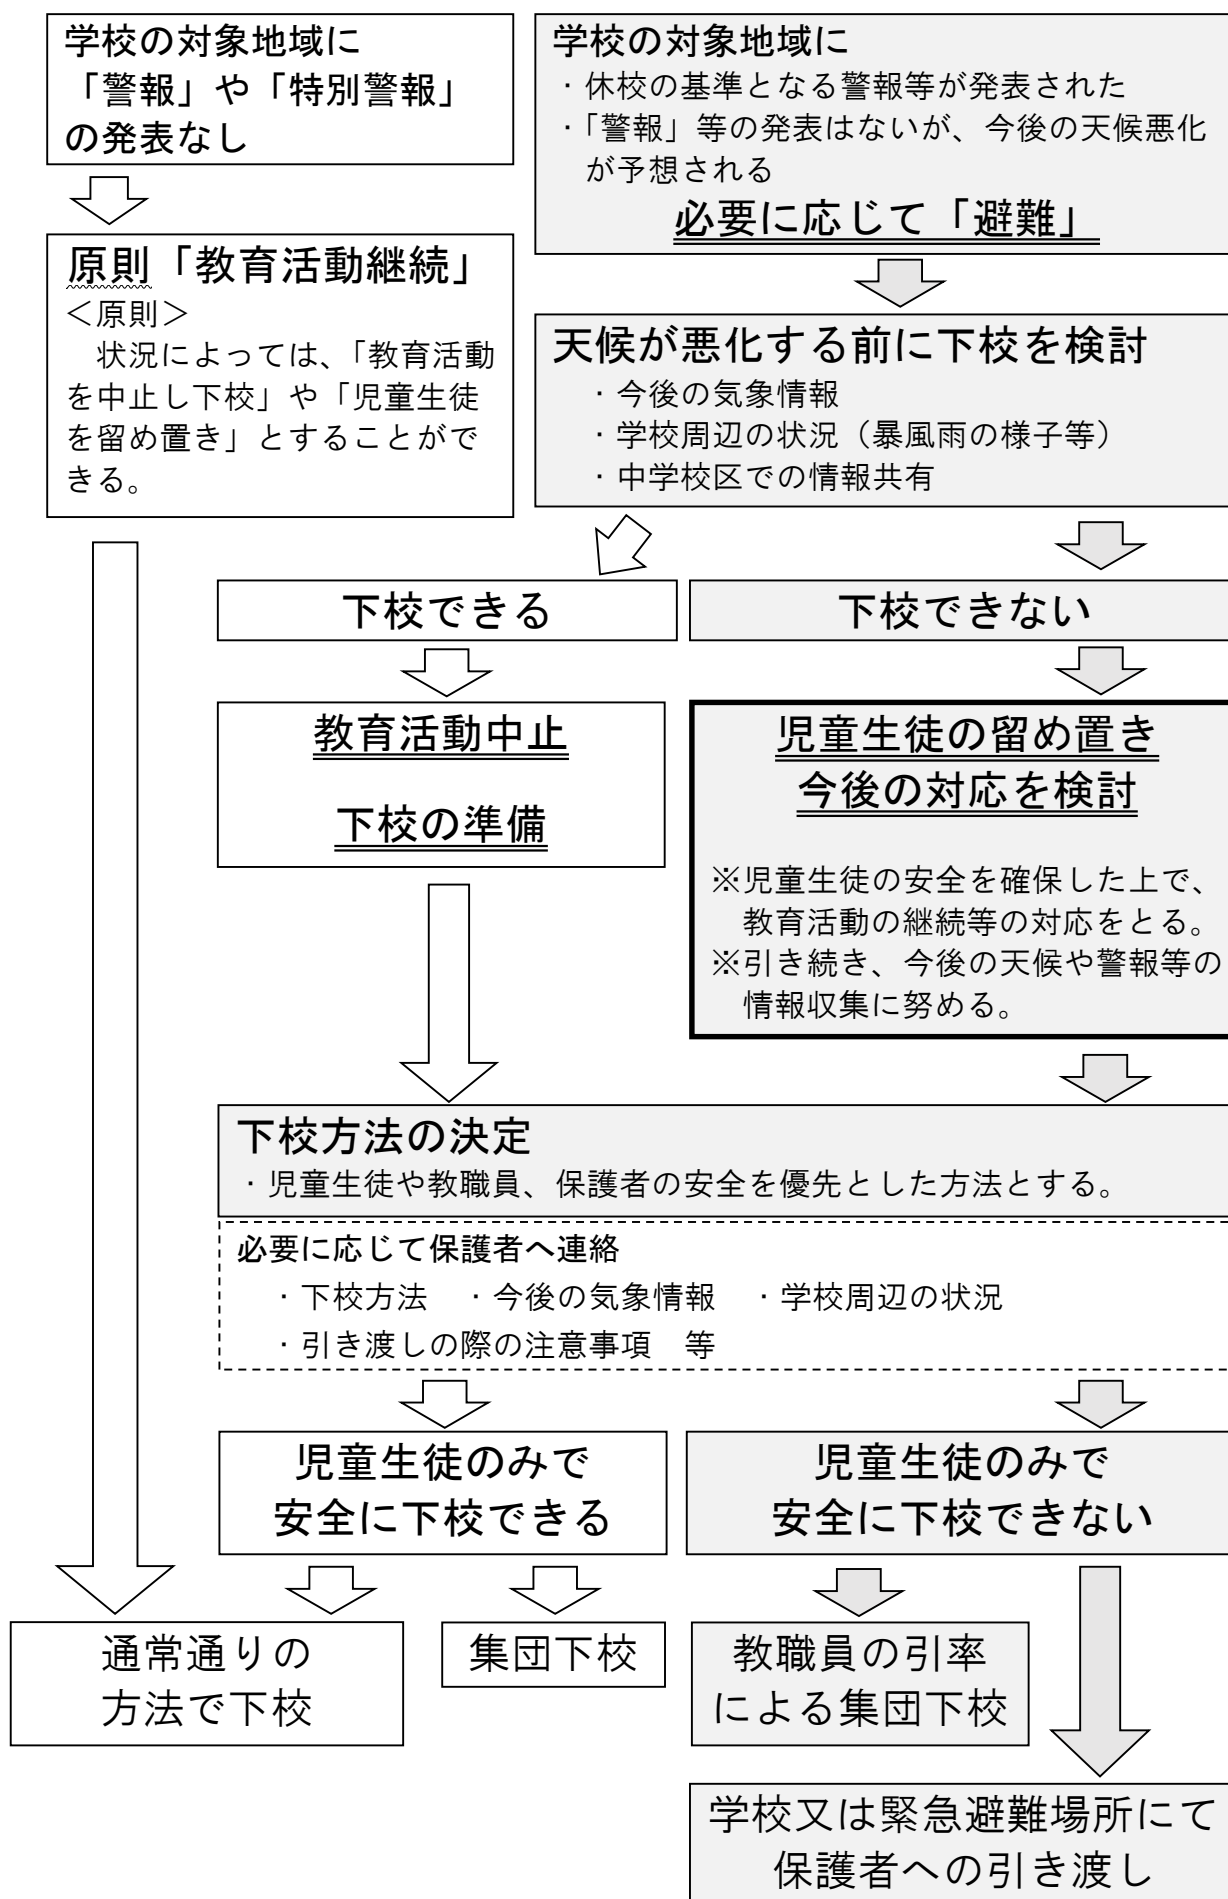 学校の対象地域に
「警報」や「特別警報」
の発表なし
原則「教育活動継続」
＜原則＞
状況によっては、「教育活動
を中止し下校」や「児童生徒
を留め置き」とすることがで
きる。
学校の対象地域に
・休校の基準となる警報等が発表された
・「警報」等の発表はないが、今後の天候悪化
が予想される
必要に応じて「避難」
天候が悪化する前に下校を検討
・今後の気象情報
・学校周辺の状況（暴風雨の様子等）
・中学校区での情報共有
下校できる
下校できない
教育活動中止
下校の準備
児童生徒の留め置き
今後の対応を検討
※児童生徒の安全を確保した上で、
教育活動の継続等の対応をとる。
※引き続き、今後の天候や警報等の
情報収集に努める。
下校方法の決定
・児童生徒や教職員、保護者の安全を優先とした方法とする。
必要に応じて保護者へ連絡
・下校方法　・今後の気象情報　・学校周辺の状況
・引き渡しの際の注意事項　等
児童生徒のみで
安全に下校できる
児童生徒のみで
安全に下校できない
通常通りの
方法で下校
集団下校
教職員の引率
による集団下校
学校又は緊急避難場所にて
保護者への引き渡し